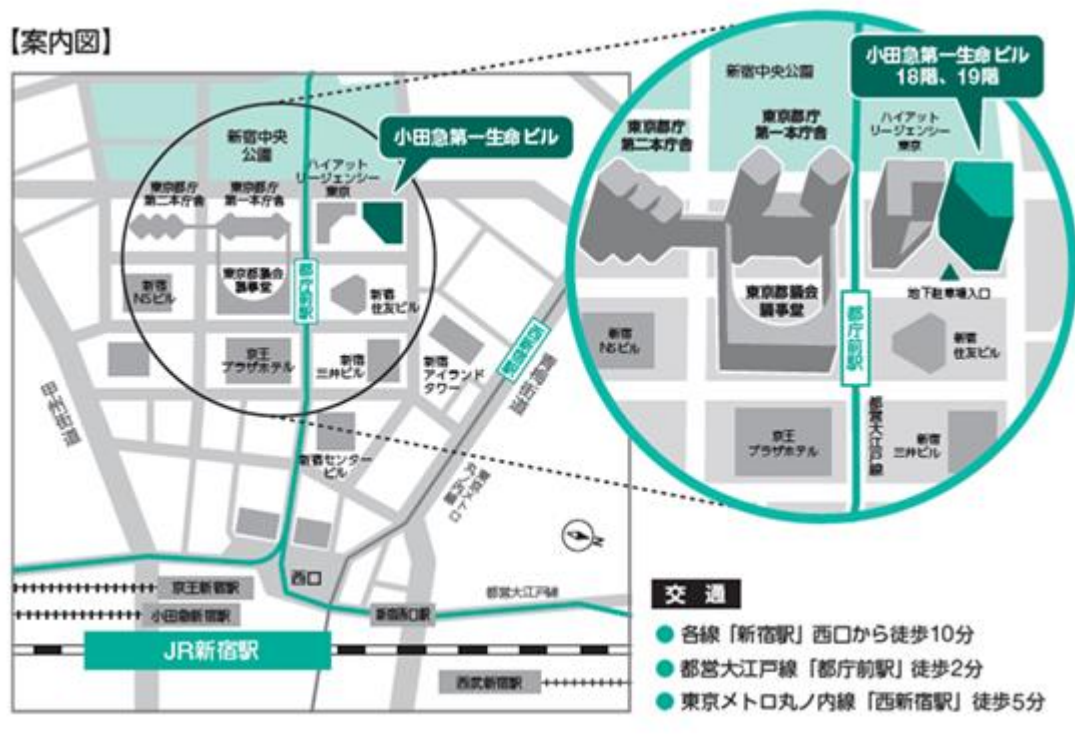 【案内図】
新宿中央
公園
小田急第一生命ビル
ハイアット
リージェンシー
東京
東京都庁
第二本庁舎
東京都庁
第一本庁舎
東京都議会
議事堂
都庁前駅
新宿
NSビル
新宿
住友ビル
京王
プラザホテル
新宿
三井ビル
新宿
アイランド
タワー
西新宿駅
青梅街道
甲州街道
新宿センター
ビル
東京メトロ
丸ノ内線
N
西口
京王新宿駅
小田急新宿駅
都営大江戸線
新宿西口駅
JR新宿駅
西武新宿駅
小田急第一生命ビル
18階、19階
新宿中央公園
東京都庁
第二本庁舎
東京都庁
第一本庁舎
ハイアット
リージェンシー
東京
東京都議会
議事堂
地下駐車場入口
都庁前駅
新宿
NSビル
新宿
住友ビル
都営大江戸線
京王
プラザホテル
新宿
三井ビル
交通
各線「新宿駅」西口から徒歩10分
都営大江戸線「都庁前駅」徒歩2分
東京メトロ丸ノ内線「西新宿駅」徒歩5分